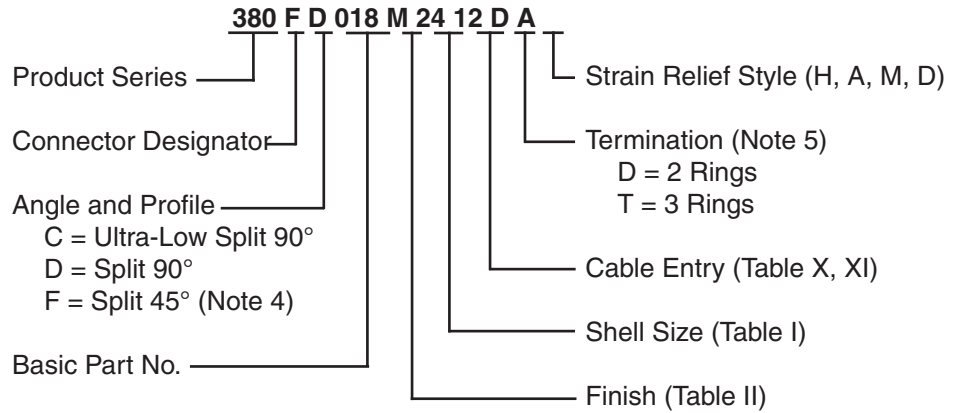 380 F D 018 M 24 12 D A
Product Series
Connector Designator
Angle and Profile
C = Ultra-Low Split 90°
D = Split 90°
F = Split 45° (Note 4)
Basic Part No.
Strain Relief Style (H, A, M, D)
Termination (Note 5)
D = 2 Rings
T = 3 Rings
Cable Entry (Table X, XI)
Shell Size (Table I)
Finish (Table II)